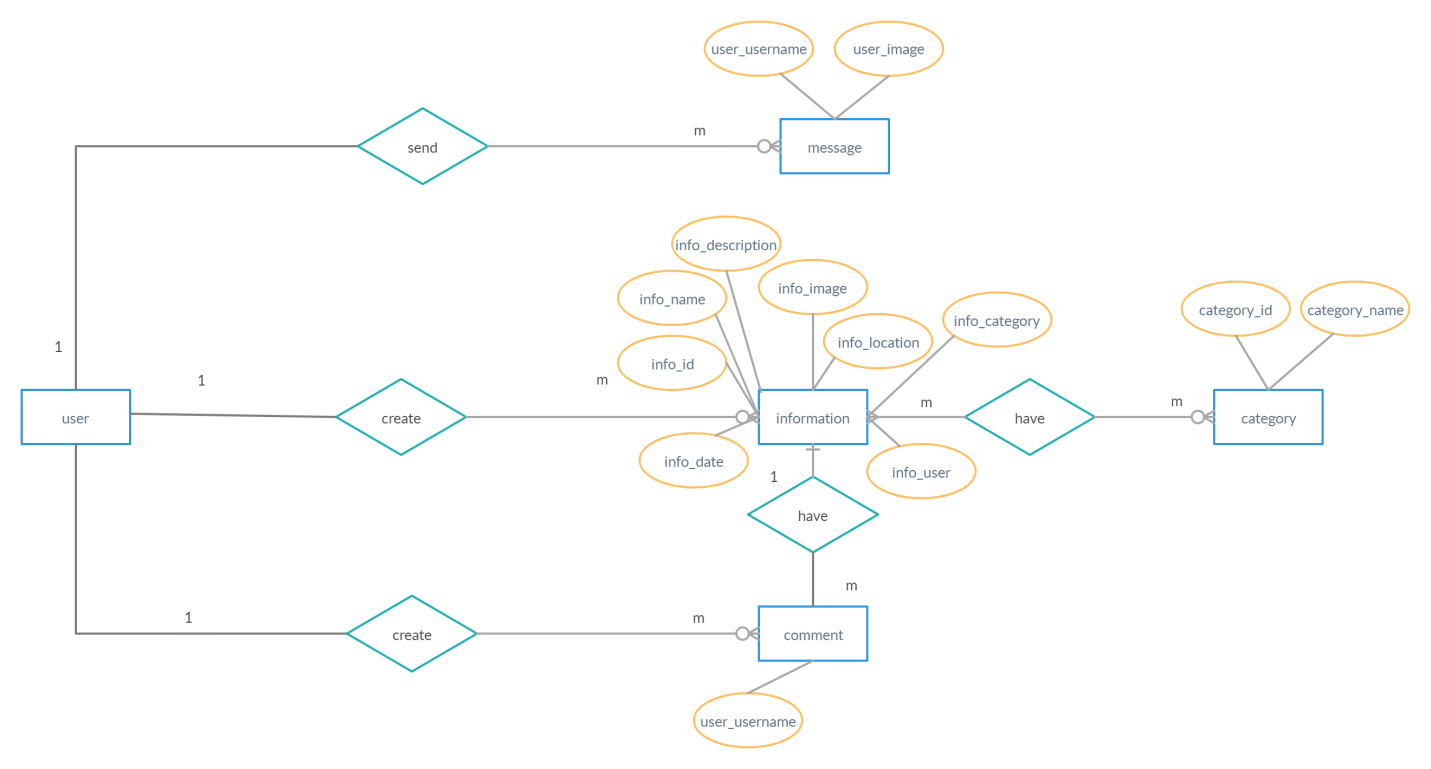 user_username
user_image
m
send
message
info_description
info_image
info_name
info_category
category_id
category_name
info_location
1
info_id
1
m
m
m
user
create
information
have
category
info_date
info_user
1
have
m
1
m
create
comment
user_username